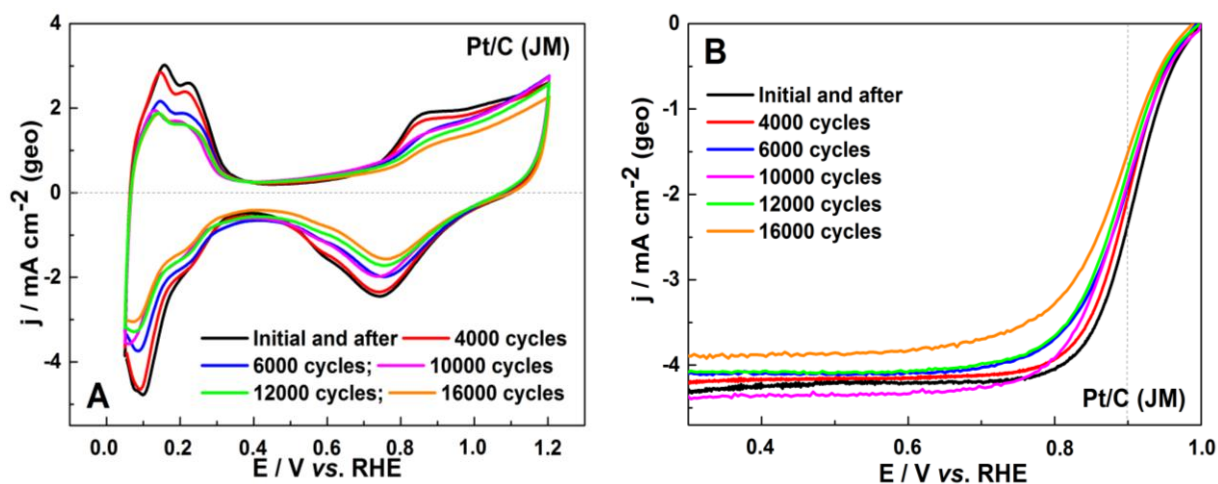 Pt/C (JM)
4
2
0
-2
-4
j / mA cm-2 (geo)
Initial and after 4000 cycles
6000 cycles; 10000 cycles
12000 cycles; 16000 cycles
A
0.0 0.2 0.4 0.6 0.8 1.0 1.2
E / V vs. RHE
B
0
-1
-2
-3
-4
j / mA cm-2 (geo)
Initial and after
4000 cycles
6000 cycles
10000 cycles
12000 cycles
16000 cycles
Pt/C (JM)
0.4 0.6 0.8 1.0
E / V vs. RHE